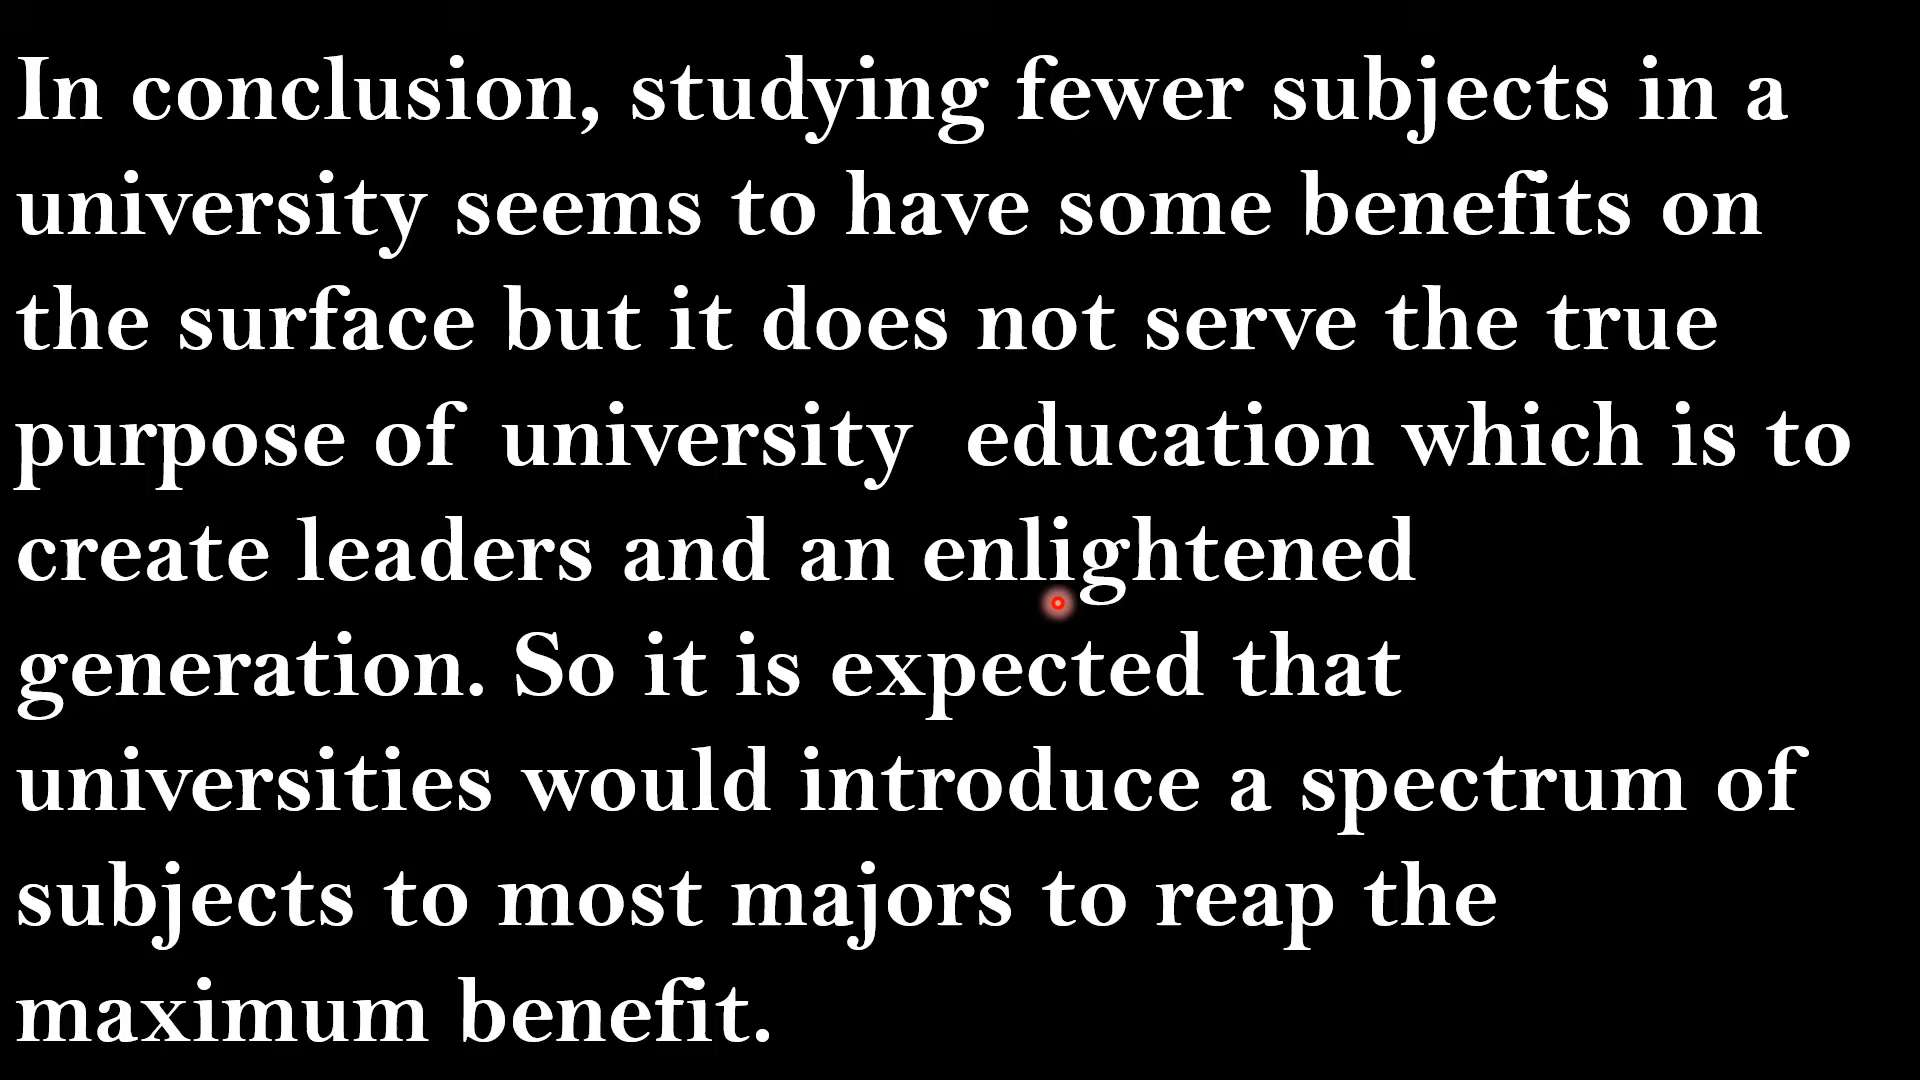 In conclusion, studying fewer subjects in a
university seems to have some benefits on
the surface but it does not serve the true
purpose of university education which is to
create leaders and an enlightened
generation. So it is expected that
universities would introduce a spectrum of
subjects to most majors to reap the
maximum benefit.